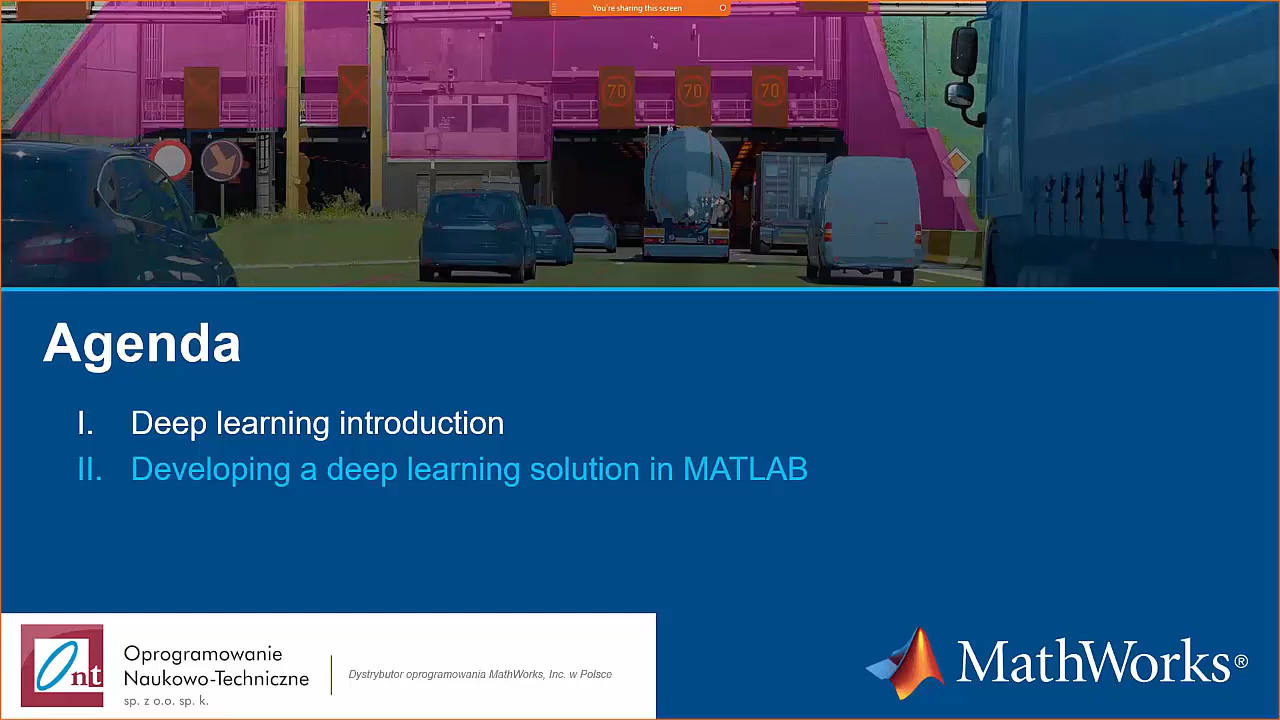 You're sharing this screen
70 70 70
Agenda
I. Deep learning introduction
II. Developing a deep learning solution in MATLAB
Ont
Oprogramowanie
Naukowo-Techniczne
sp. z o.o. sp. k.
Dystrybutor oprogramowania MathWorks, Inc. w Polsce
MathWorks®